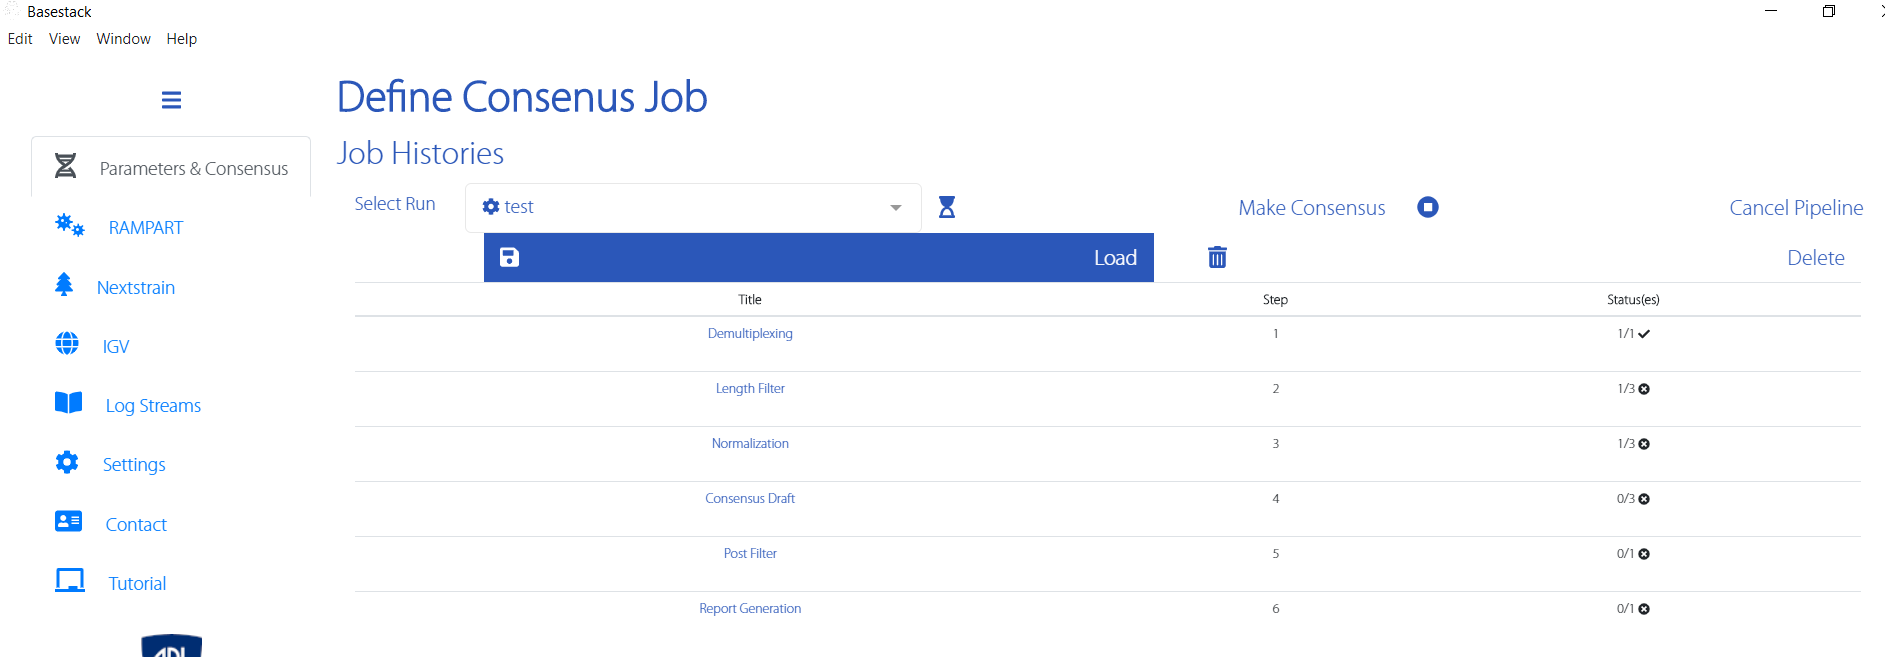 Basestack
Edit View Window Help
Define Consenus Job
Job Histories
Parameters & Consensus
RAMPART
Nextstrain
IGV
Log Streams
Settings
Contact
Tutorial
Select Run test Make Consensus Cancel Pipeline
Load Delete
Title Step Status(es)
Demultiplexing 1 1/1
Length Filter 2 1/3
Normalization 3 1/3
Consensus Draft 4 0/3
Post Filter 5 0/1
Report Generation 6 0/1